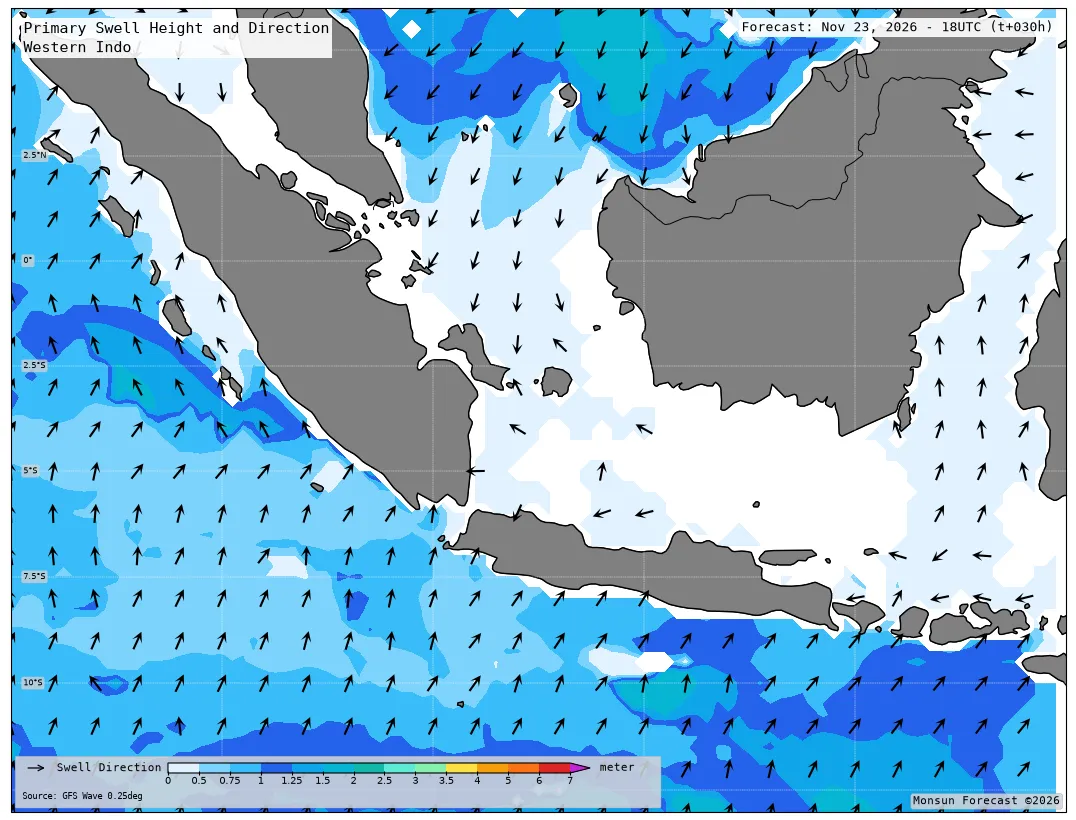 Primary Swell Height and Direction
Western Indo
Forecast: Nov 23, 2026 - 18UTC (t+030h)
2.5°N
0°
2.5°S
5°S
7.5°S
10°S
Swell Direction
0 0.5 0.75 1 1.25 1.5 2 2.5 3 3.5 4 5 6 7
meter
Source: GFS Wave 0.25deg
Monsun Forecast ©2026